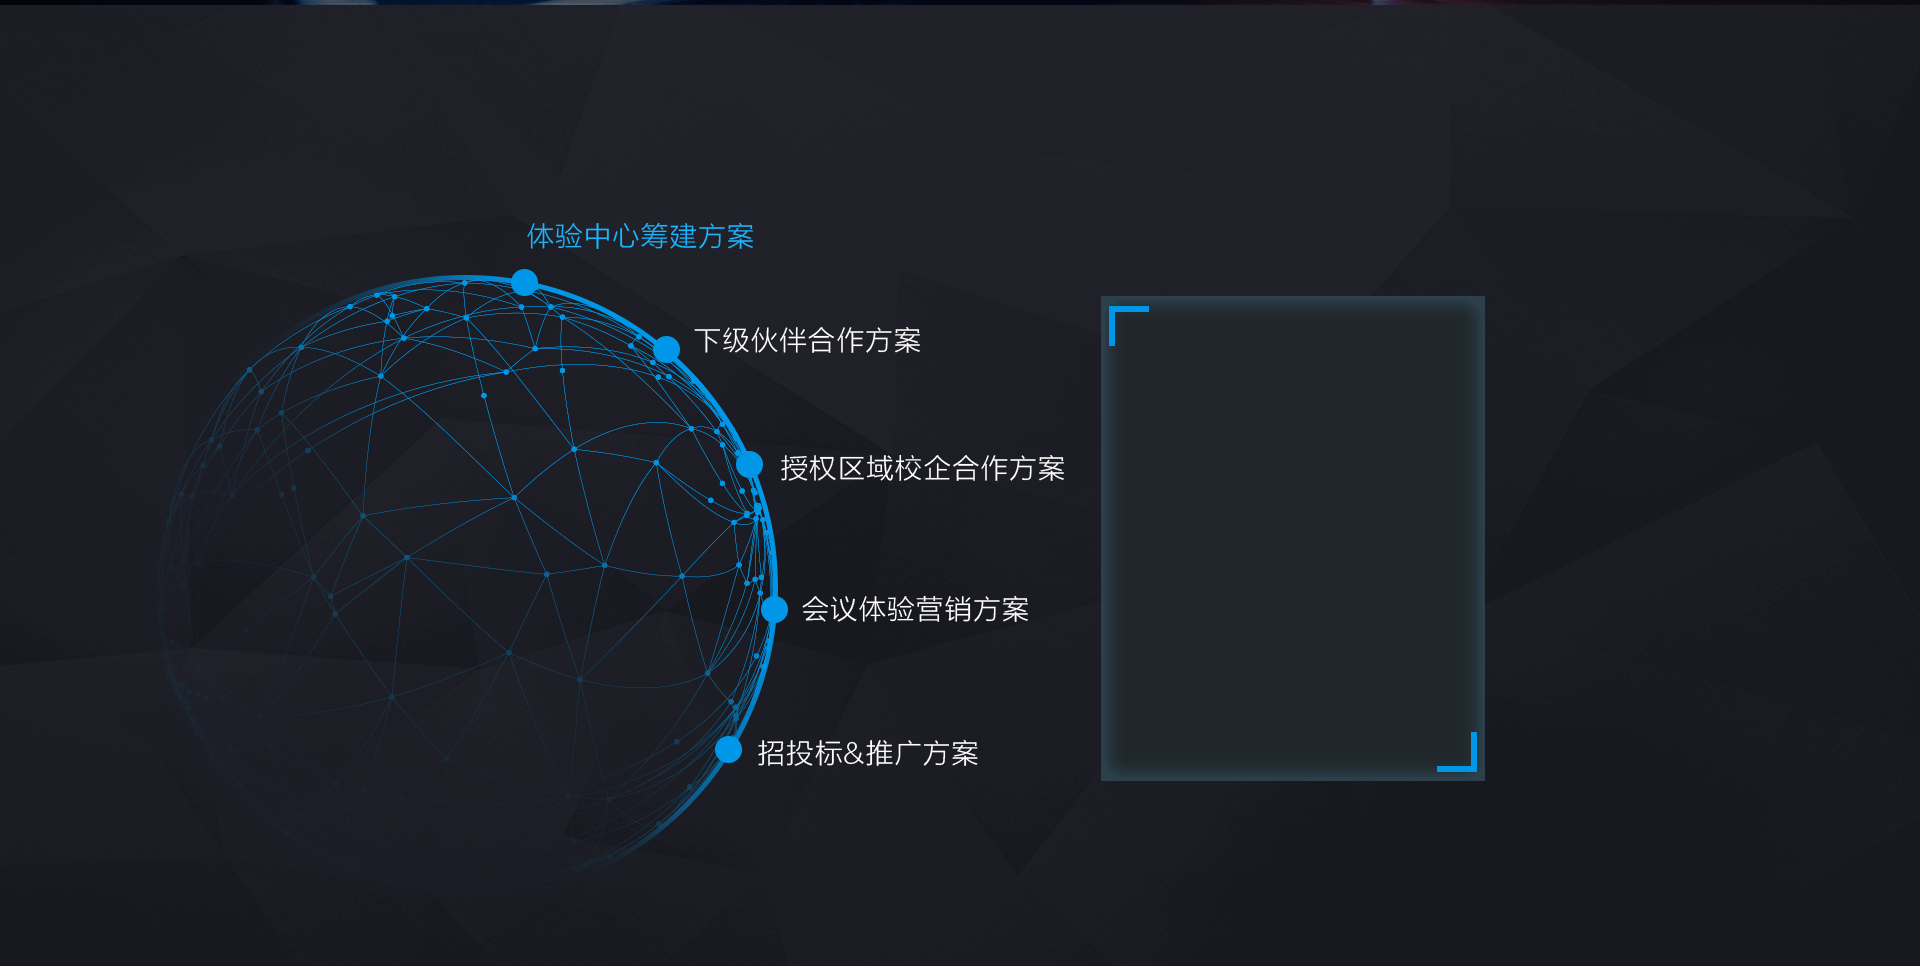 体验中心筹建方案
下级伙伴合作方案
授权区域校企合作方案
会议体验营销方案
招投标&推广方案